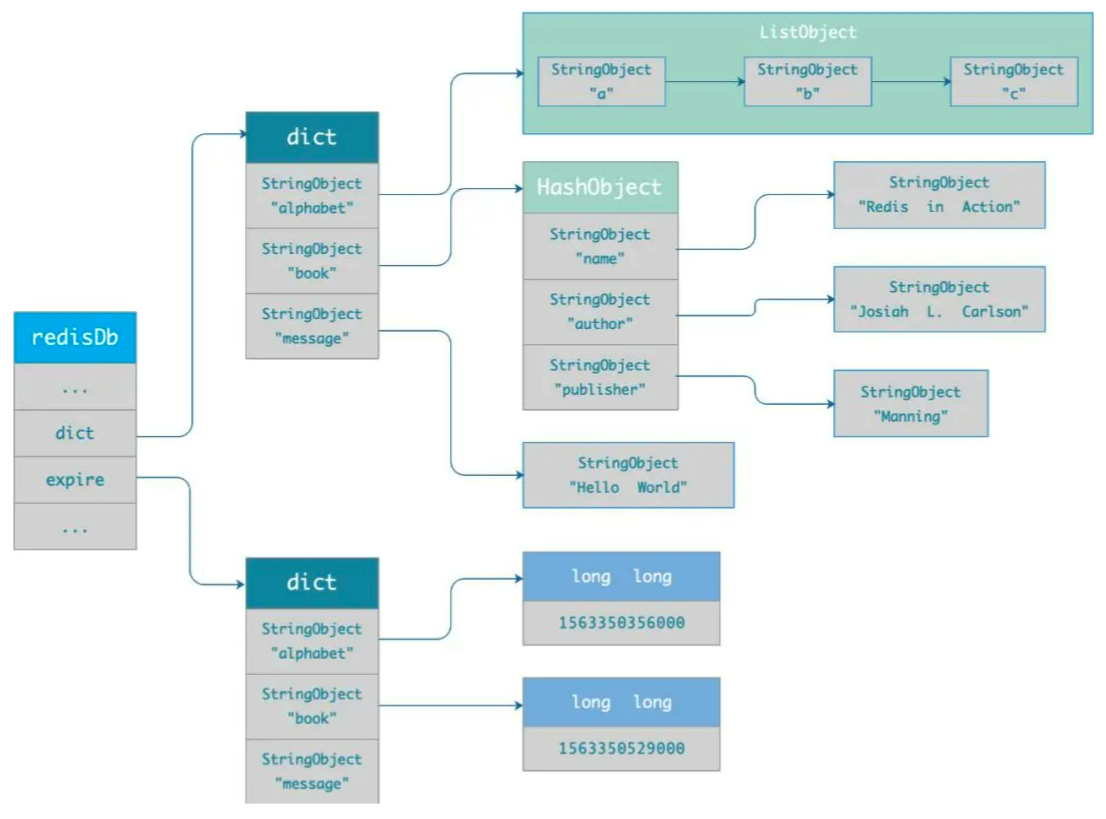 redisDb
...
dict
expire
...
dict
StringObject
"alphabet"
StringObject
"book"
StringObject
"message"
ListObject
StringObject
"a"
StringObject
"b"
StringObject
"c"
HashObject
StringObject
"name"
StringObject
"author"
StringObject
"publisher"
StringObject
"Redis in Action"
StringObject
"Josiah L. Carlson"
StringObject
"Manning"
StringObject
"Hello World"
dict
StringObject
"alphabet"
StringObject
"book"
StringObject
"message"
long long
1563350356000
long long
1563350529000